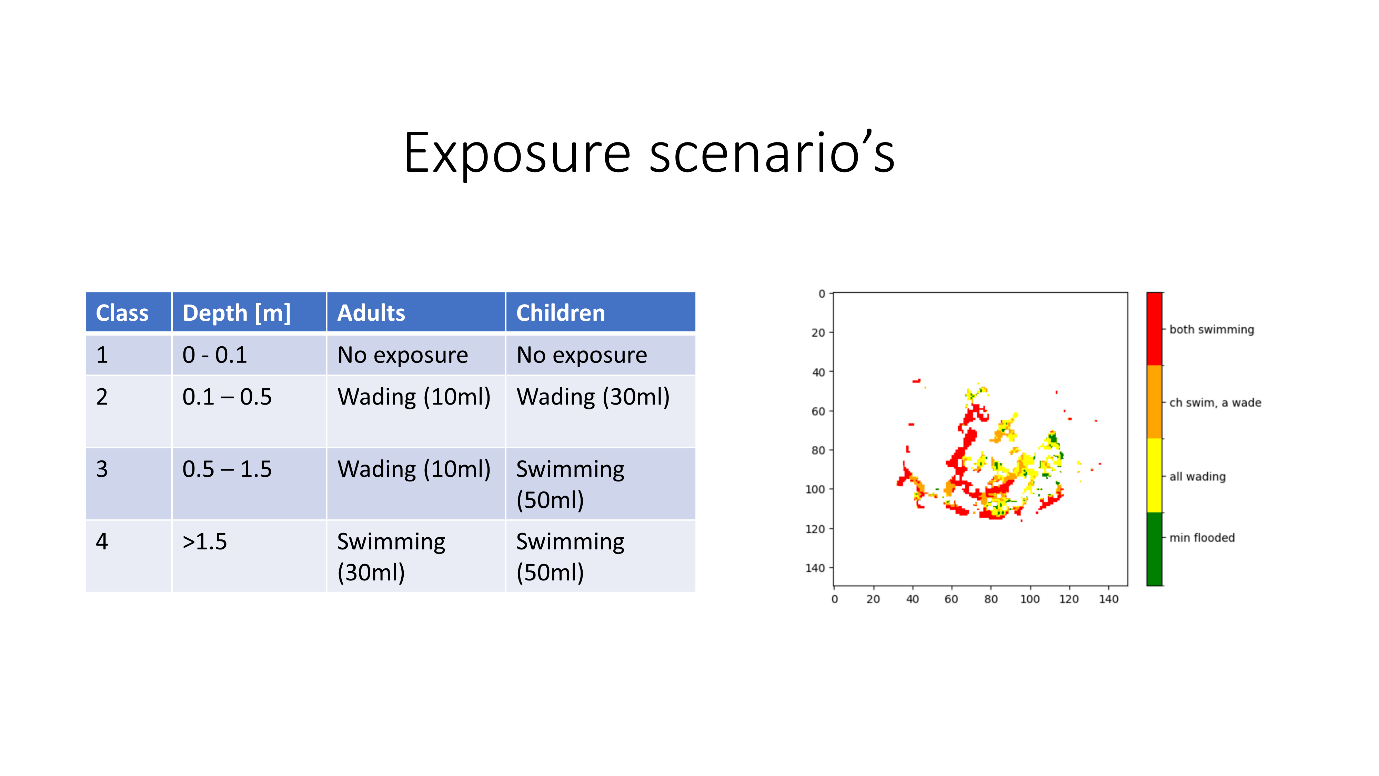 Exposure scenario’s
Class Depth [m] Adults Children
1 0 - 0.1 No exposure No exposure
2 0.1 – 0.5 Wading (10ml) Wading (30ml)
3 0.5 – 1.5 Wading (10ml) Swimming
(50ml)
4 >1.5 Swimming Swimming
(30ml) (50ml)
0
20
40
60
80
100
120
140
0 20 40 60 80 100 120 140
both swimming
ch swim, a wade
all wading
min flooded